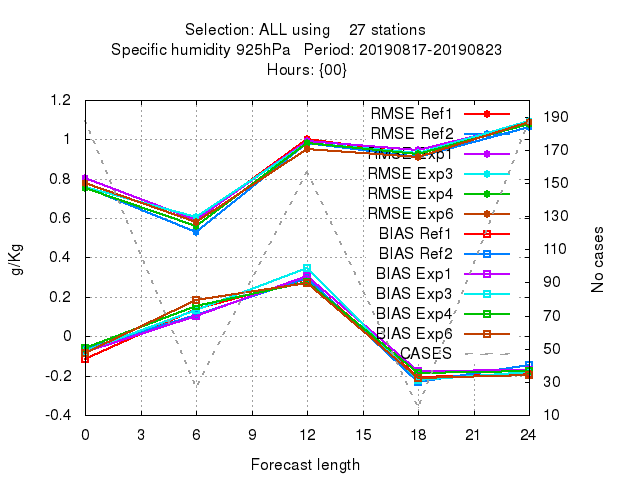 Selection: ALL using    27 stations
Specific humidity 925hPa   Period: 20190817-20190823
Hours: {00}
1.2
1
0.8
0.6
0.4
0.2
0
-0.2
-0.4
g/Kg
190
170
150
130
110
90
70
50
30
10
No cases
RMSE Ref1
RMSE Ref2
RMSE Exp1
RMSE Exp3
RMSE Exp4
RMSE Exp6
BIAS Ref1
BIAS Ref2
BIAS Exp1
BIAS Exp3
BIAS Exp4
BIAS Exp6
CASES
0 3 6 9 12 15 18 21 24
Forecast length